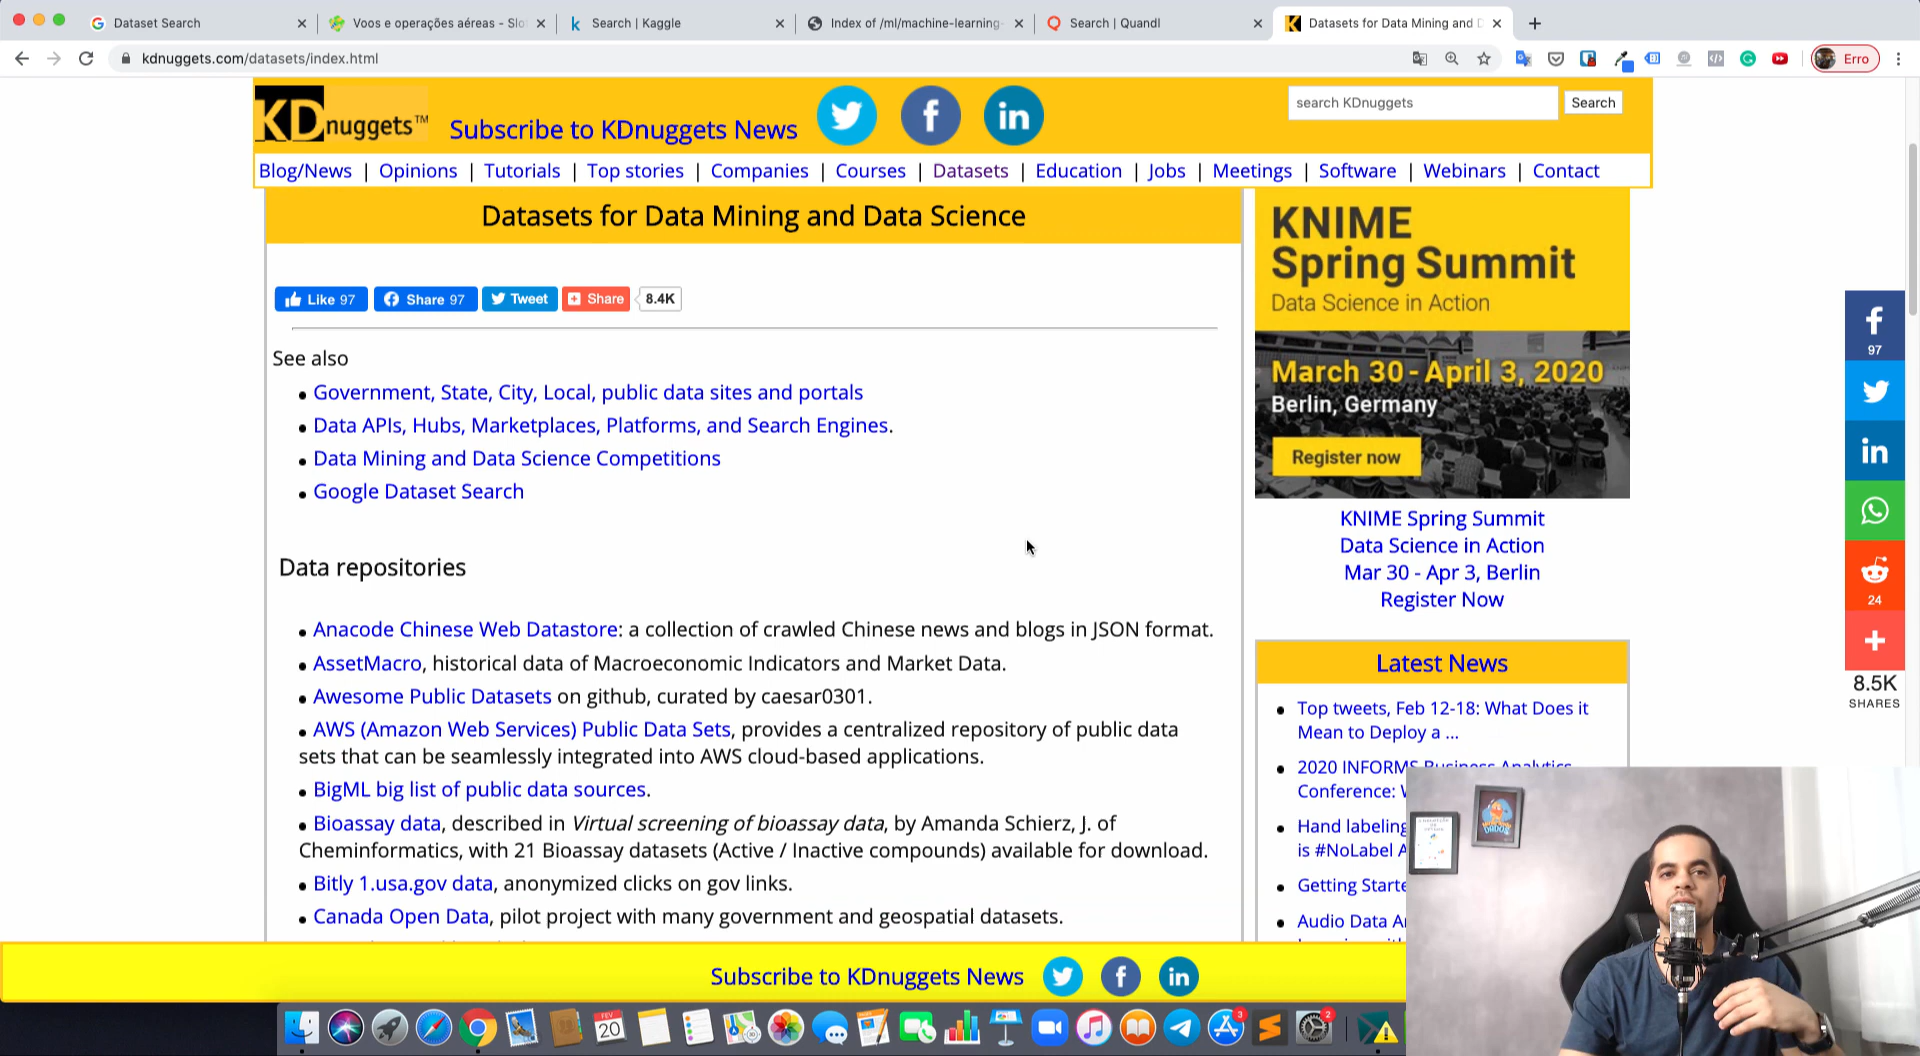 Dataset Search
Voos e operações aéreas - Slo
Search | Kaggle
Index of /ml/machine-learning-
Search | Quandl
Datasets for Data Mining and D
kdnuggets.com/datasets/index.html
Erro
KDnuggets™
Subscribe to KDnuggets News
search KDnuggets
Search
Blog/News | Opinions | Tutorials | Top stories | Companies | Courses | Datasets | Education | Jobs | Meetings | Software | Webinars | Contact
Datasets for Data Mining and Data Science
Like 97
Share 97
Tweet
Share
8.4K
See also
Government, State, City, Local, public data sites and portals
Data APIs, Hubs, Marketplaces, Platforms, and Search Engines.
Data Mining and Data Science Competitions
Google Dataset Search
Data repositories
Anacode Chinese Web Datastore: a collection of crawled Chinese news and blogs in JSON format.
AssetMacro, historical data of Macroeconomic Indicators and Market Data.
Awesome Public Datasets on github, curated by caesar0301.
AWS (Amazon Web Services) Public Data Sets, provides a centralized repository of public data
sets that can be seamlessly integrated into AWS cloud-based applications.
BigML big list of public data sources.
Bioassay data, described in Virtual screening of bioassay data, by Amanda Schierz, J. of
Cheminformatics, with 21 Bioassay datasets (Active / Inactive compounds) available for download.
Bitly 1.usa.gov data, anonymized clicks on gov links.
Canada Open Data, pilot project with many government and geospatial datasets.
KNIME
Spring Summit
Data Science in Action
March 30 - April 3, 2020
Berlin, Germany
Register now
KNIME Spring Summit
Data Science in Action
Mar 30 - Apr 3, Berlin
Register Now
Latest News
Top tweets, Feb 12-18: What Does it
Mean to Deploy a ...
2020 INFORMS Business Analytics
Conference:
Hand labeling
is #NoLabel
Getting Starte
Audio Data
97
24
8.5K
SHARES
Subscribe to KDnuggets News
FEV
20
3
2